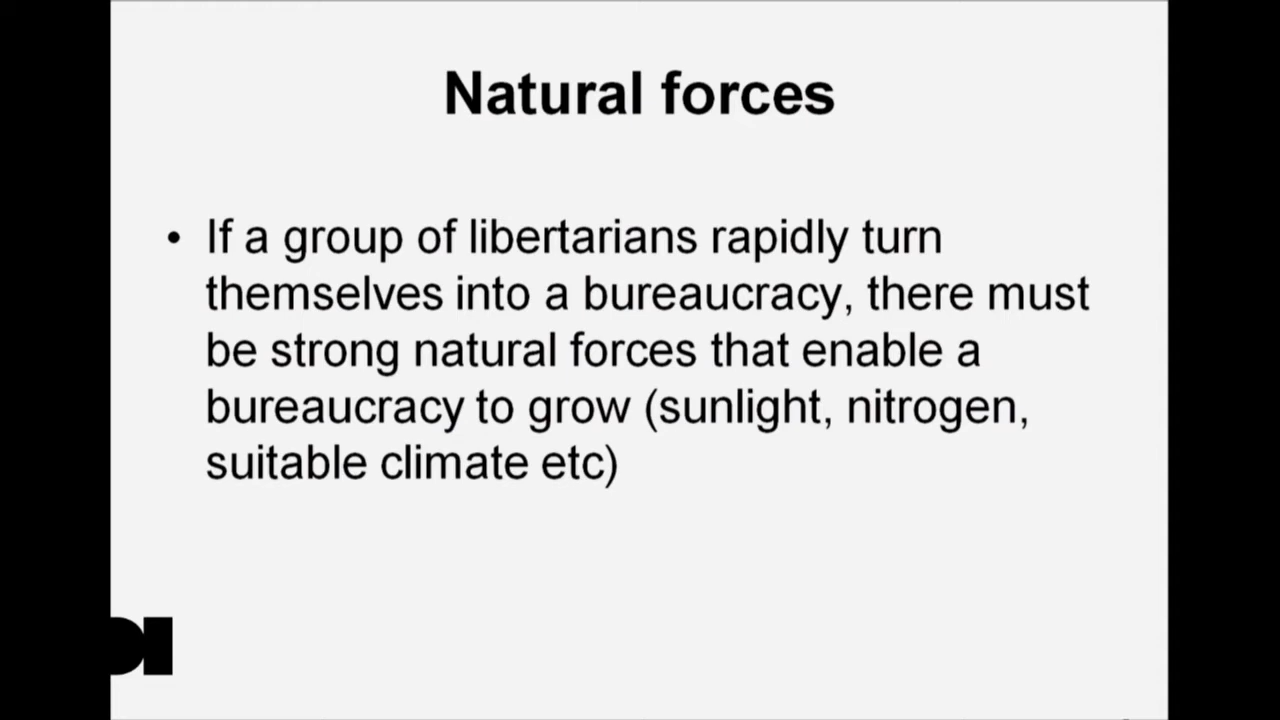 Natural forces
• If a group of libertarians rapidly turn
themselves into a bureaucracy, there must
be strong natural forces that enable a
bureaucracy to grow (sunlight, nitrogen,
suitable climate etc)